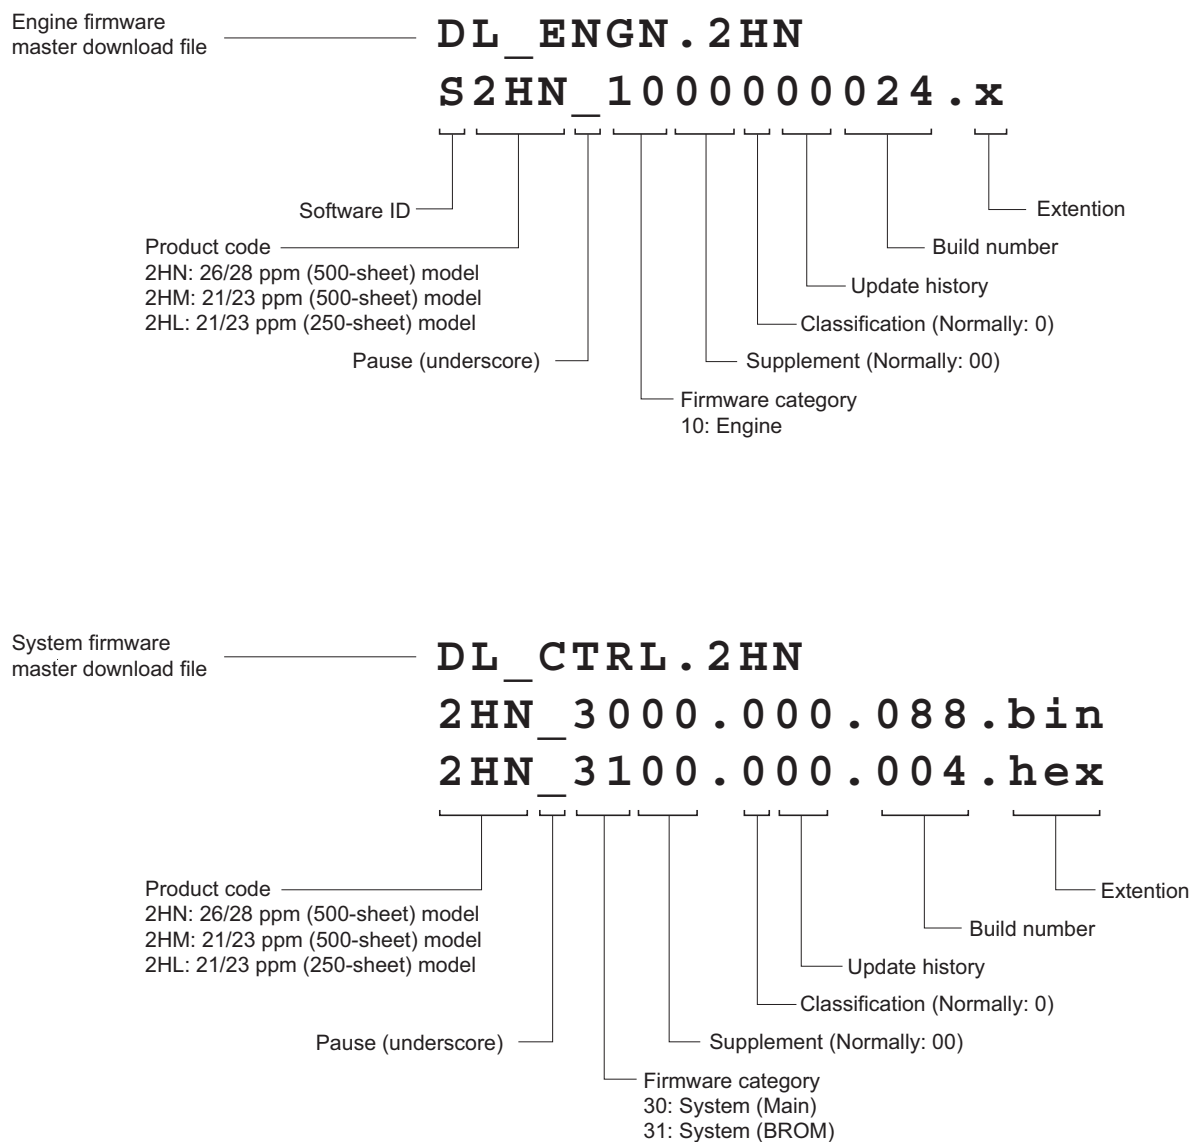 Engine firmware
master download file
DL_ENGN.2HN
S2HN_1000000024.x
Software ID
Extention
Product code
Build number
2HN: 26/28 ppm (500-sheet) model
Update history
2HM: 21/23 ppm (500-sheet) model
2HL: 21/23 ppm (250-sheet) model
Classification (Normally: 0)
Pause (underscore)
Supplement (Normally: 00)
Firmware category
10: Engine
System firmware
master download file
DL_CTRL.2HN
2HN_3000.000.088.bin
2HN_3100.000.004.hex
Product code
Extention
2HN: 26/28 ppm (500-sheet) model
Build number
2HM: 21/23 ppm (500-sheet) model
2HL: 21/23 ppm (250-sheet) model
Update history
Classification (Normally: 0)
Pause (underscore)
Supplement (Normally: 00)
Firmware category
30: System (Main)
31: System (BROM)